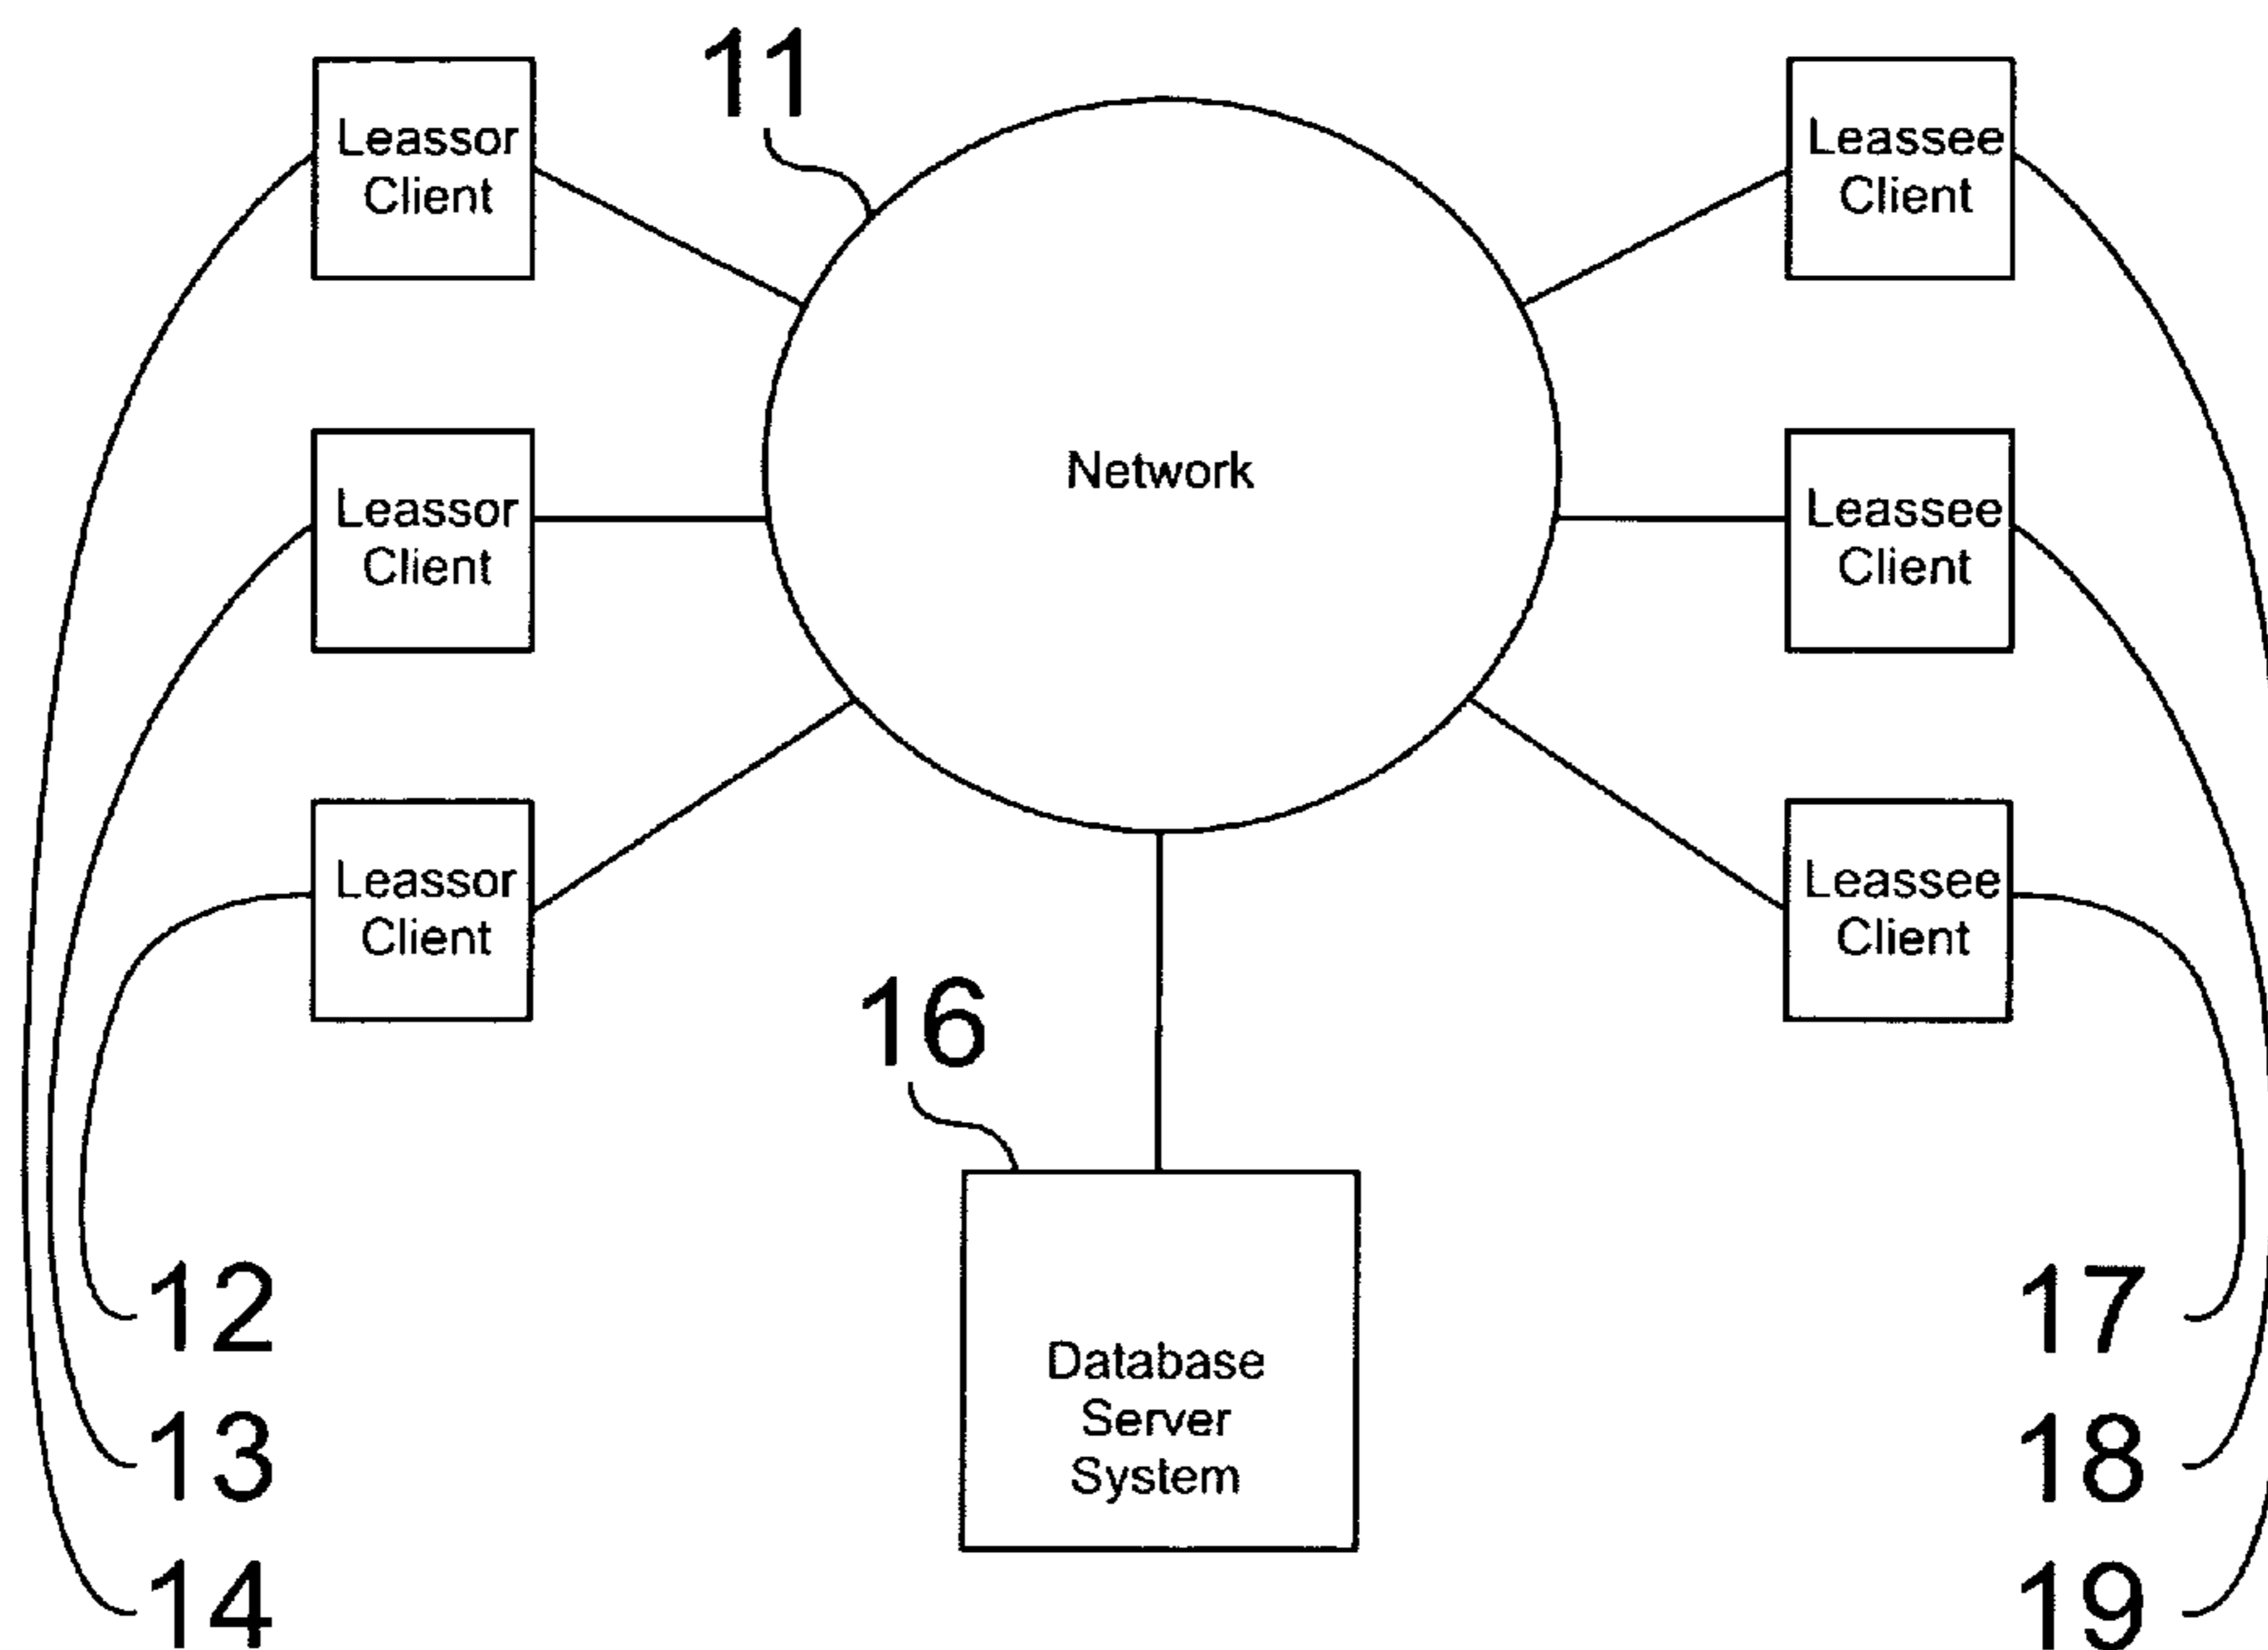 11
Leassor
Client
Leassee
Client
Network
Leassor
Client
Leassee
Client
Leassor
Client
Leassee
Client
16
Database
Server
System
12
13
14
17
18
19